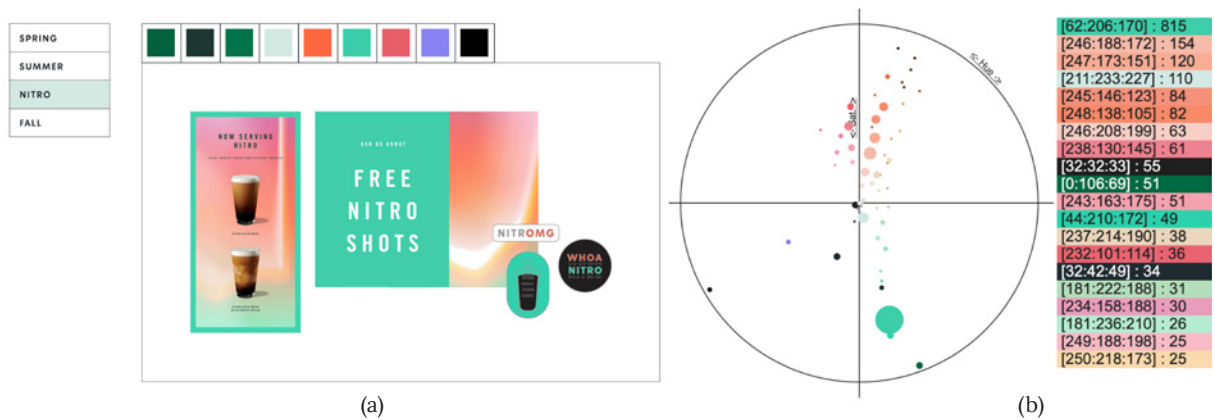 SPRING
SUMMER
NITRO
FALL
NOW SERVING
NITRO
ASK US ABOUT
FREE
NITRO
SHOTS
NITROMG
WHOA
NITRO
<- Hue ->
<- Sat ->
[62:206:170] : 815
[246:188:172] : 154
[247:173:151] : 120
[211:233:227] : 110
[245:146:123] : 84
[248:138:105] : 82
[246:208:199] : 63
[238:130:145] : 61
[32:32:33] : 55
[0:106:69] : 51
[243:163:175] : 51
[44:210:172] : 49
[237:214:190] : 38
[232:101:114] : 36
[32:42:49] : 34
[181:222:188] : 31
[234:158:188] : 30
[181:236:210] : 26
[249:188:198] : 25
[250:218:173] : 25
(a)
(b)